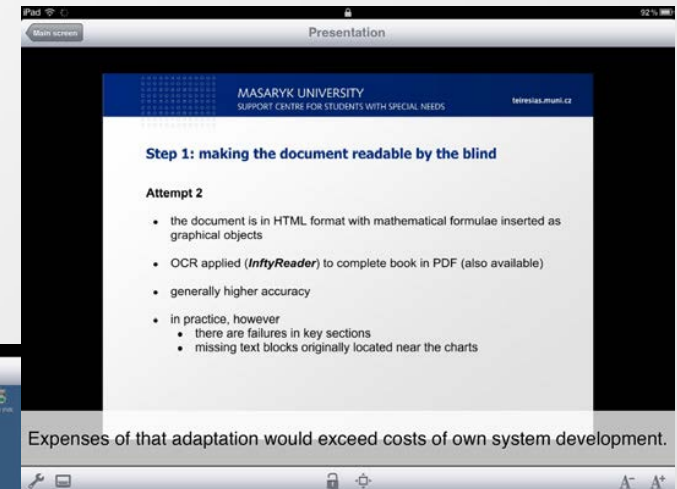 iPad
92%
Main screen
Presentation
MASARYK UNIVERSITY
SUPPORT CENTRE FOR STUDENTS WITH SPECIAL NEEDS
teiresias.muni.cz
Step 1: making the document readable by the blind
Attempt 2
• the document is in HTML format with mathematical formulae inserted as
graphical objects
• OCR applied (InftyReader) to complete book in PDF (also available)
• generally higher accuracy
• in practice, however
• there are failures in key sections
• missing text blocks originally located near the charts
Expenses of that adaptation would exceed costs of own system development.
A- A+